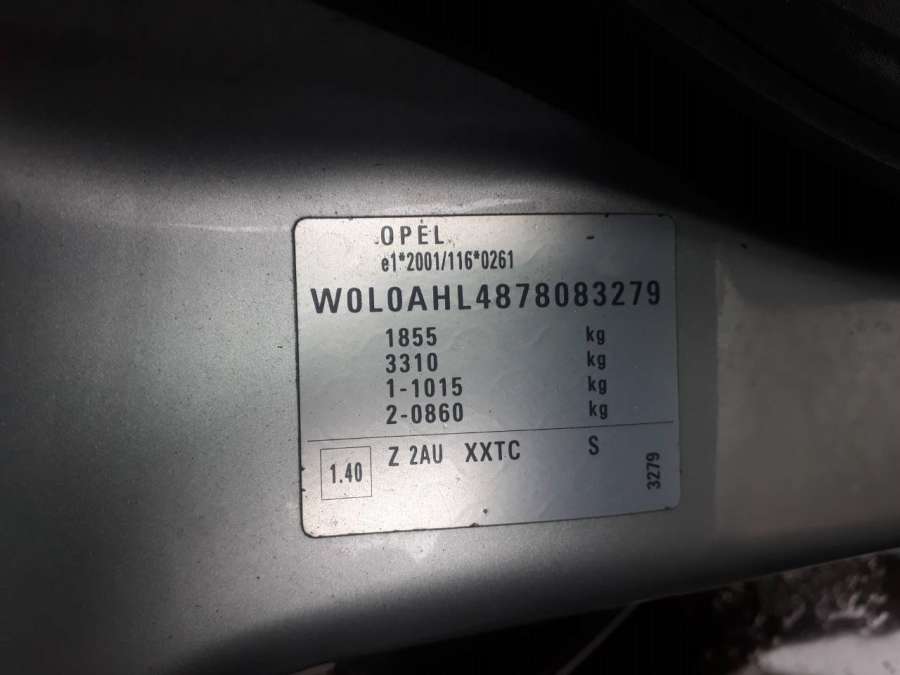 OPEL
e1*2001/116*0261
W0L0AHL4878083279
1855 kg
3310 kg
1-1015 kg
2-0860 kg
1.40 Z 2AU XXTC S
3279